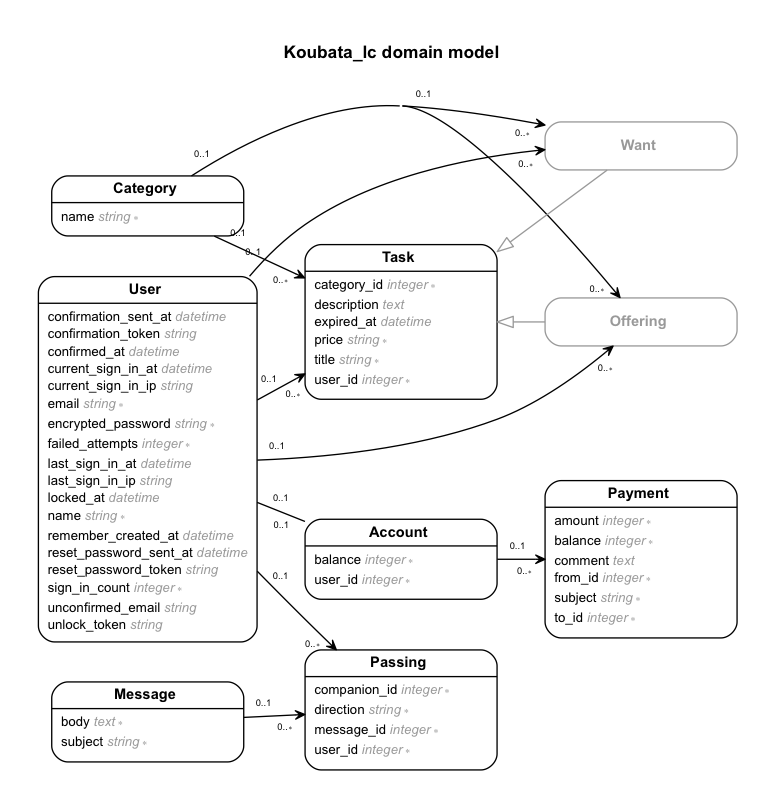 Koubata_lc domain model
0..1
0..1
0..*
Want
0..*
Category
name string *
0..1
0..1
0..*
Task
category_id integer *
description text
expired_at datetime
price string *
title string *
user_id integer *
0..*
Offering
0..*
User
confirmation_sent_at datetime
confirmation_token string
confirmed_at datetime
current_sign_in_at datetime
current_sign_in_ip string
email string *
encrypted_password string *
failed_attempts integer *
last_sign_in_at datetime
last_sign_in_ip string
locked_at datetime
name string *
remember_created_at datetime
reset_password_sent_at datetime
reset_password_token string
sign_in_count integer *
unconfirmed_email string
unlock_token string
0..1
0..*
0..1
0..1
0..1
Account
balance integer *
user_id integer *
0..1
0..*
Payment
amount integer *
balance integer *
comment text
from_id integer *
subject string *
to_id integer *
0..1
0..*
Passing
companion_id integer *
direction string *
message_id integer *
user_id integer *
Message
body text *
subject string *
0..1
0..*